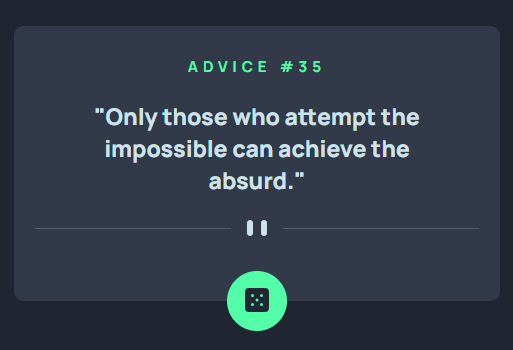 ADVICE #35
"Only those who attempt the
impossible can achieve the
absurd."